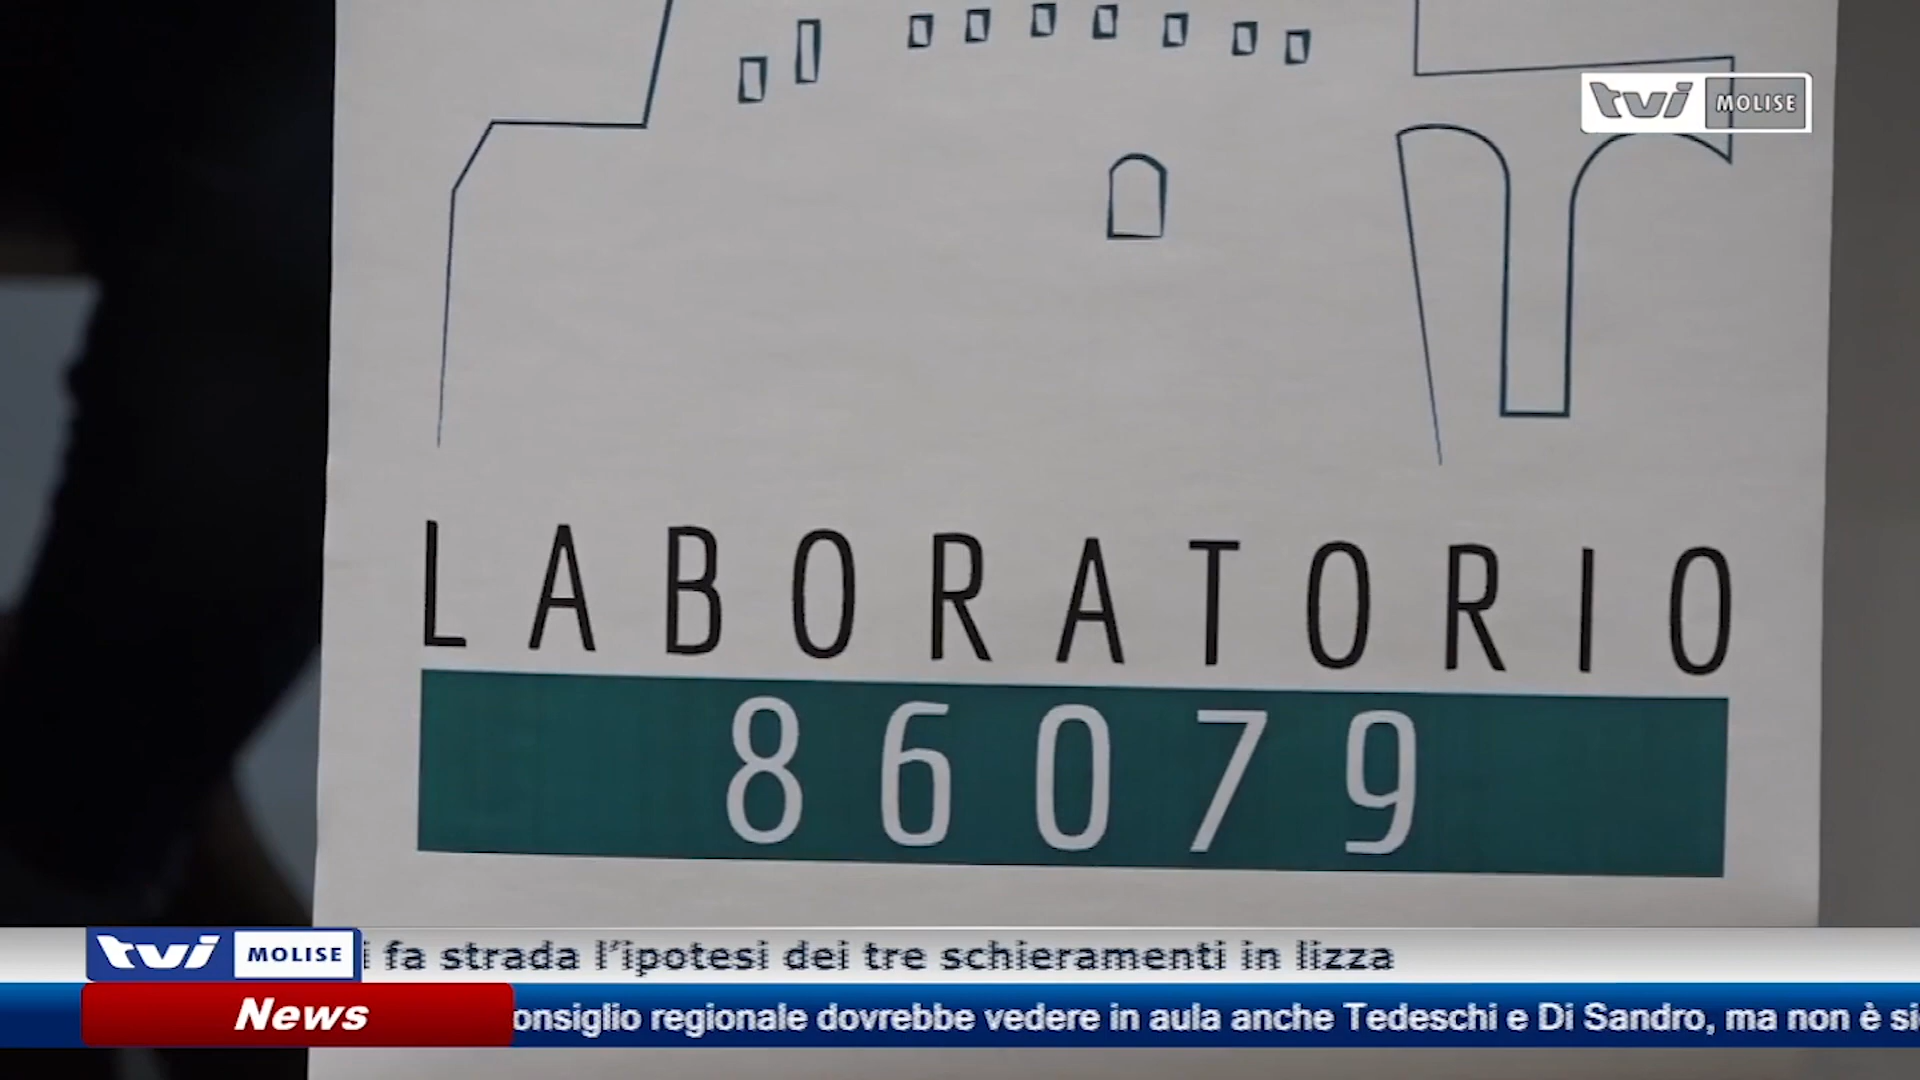 tvi MOLISE
LABORATORIO
86079
tvi MOLISE
i fa strada l'ipotesi dei tre schieramenti in lizza
News
onsiglio regionale dovrebbe vedere in aula anche Tedeschi e Di Sandro, ma non è si